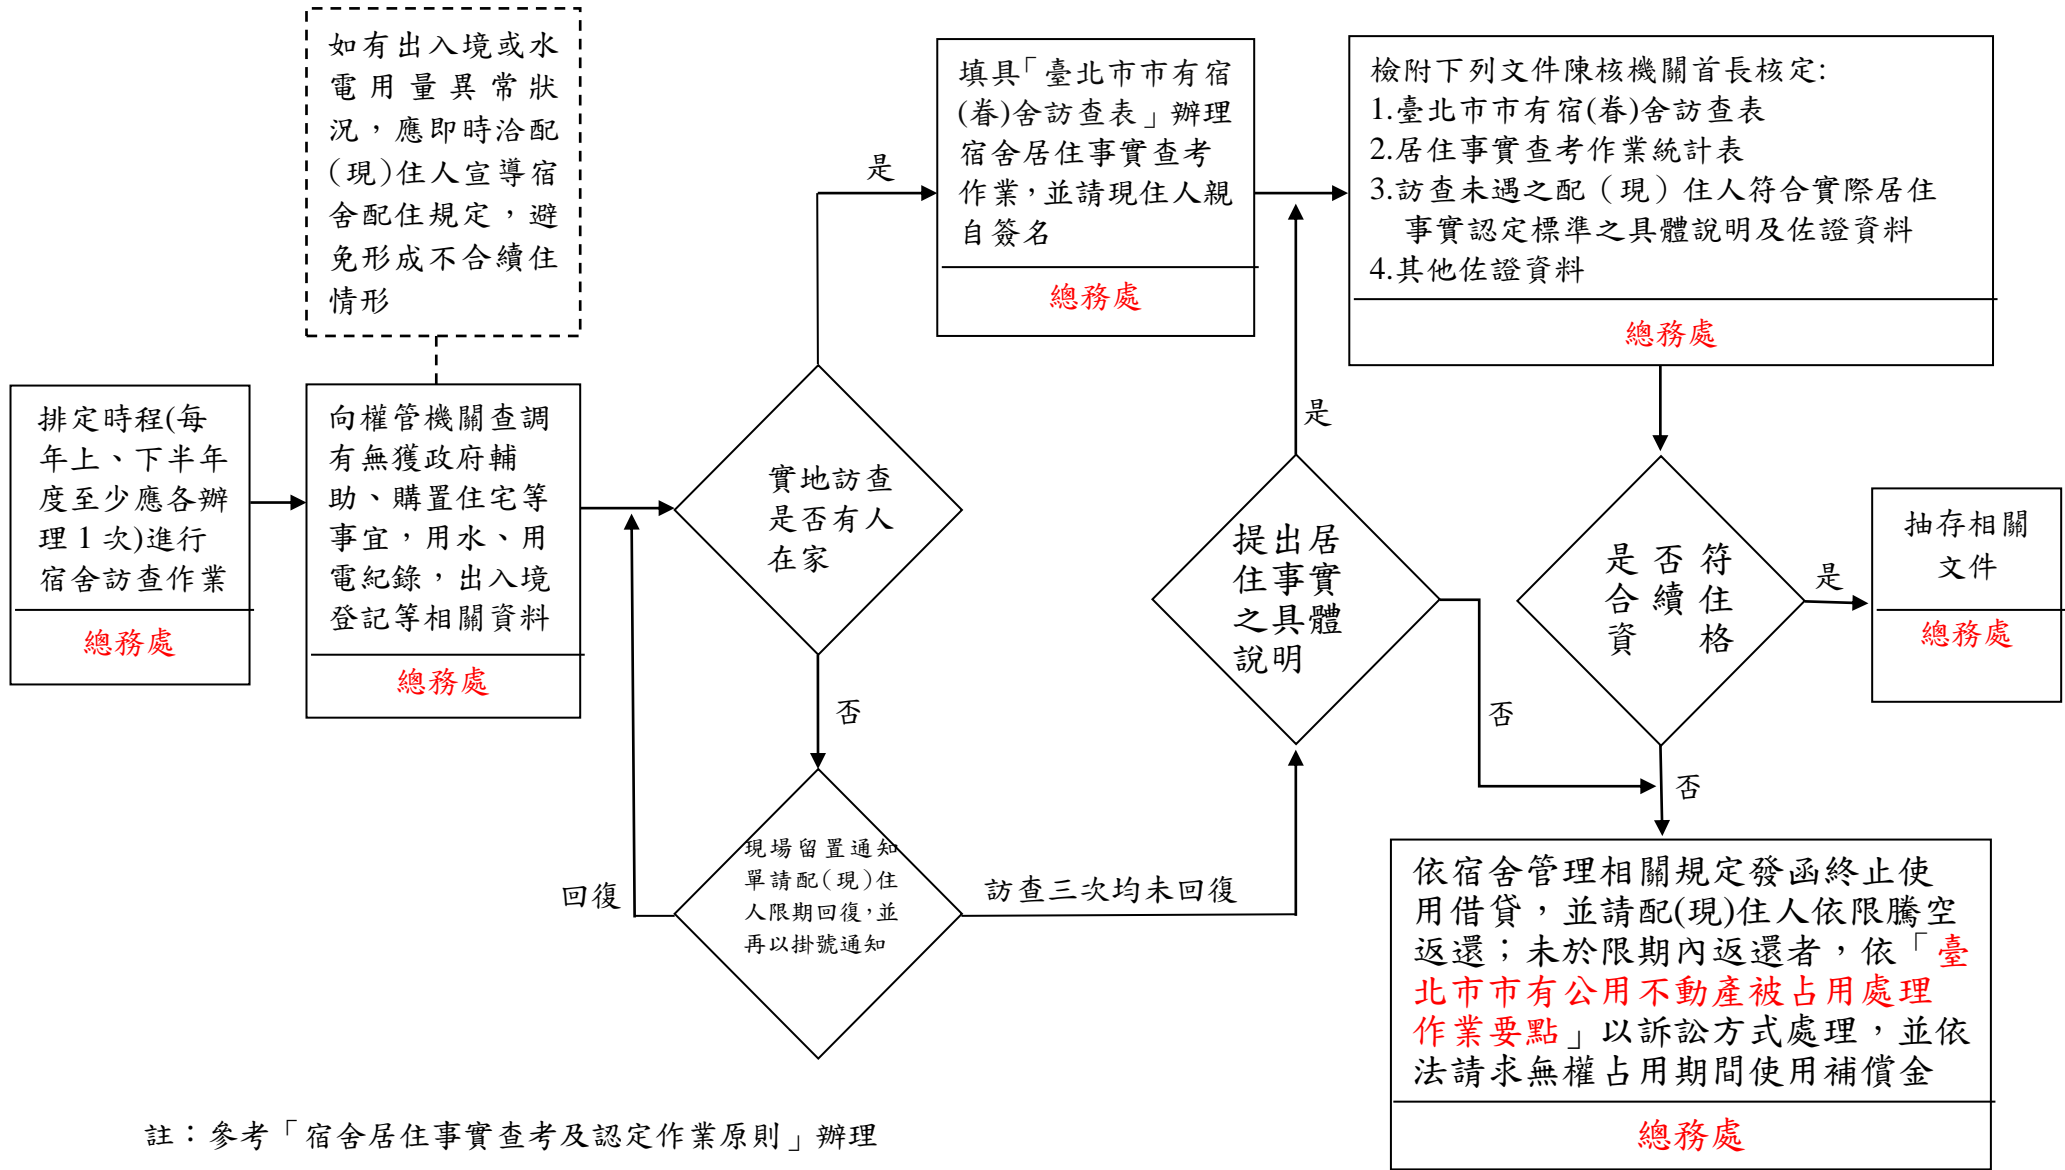 如有出入境或水
電用量異常狀
況，應即時洽配
(現)住人宣導宿
舍配住規定，避
免形成不合續住
情形
排定時程(每
年上、下半年
度至少應各辦
理 1 次)進行
宿舍訪查作業
總務處
向權管機關查調
有無獲政府輔
助、購置住宅等
事宜，用水、用
電紀錄，出入境
登記等相關資料
總務處
實地訪查
是否有人
在家
是
否
填具「臺北市市有宿
(眷)舍訪查表」辦理
宿舍居住事實查考
作業，並請現住人親
自簽名
總務處
現場留置通知
單請配(現)住
人限期回復，並
再以掛號通知
回復
訪查三次均未回復
提出居
住事實
之具體
說明
是
否
檢附下列文件陳核機關首長核定:
1.臺北市市有宿(眷)舍訪查表
2.居住事實查考作業統計表
3.訪查未遇之配（現）住人符合實際居住
事實認定標準之具體說明及佐證資料
4.其他佐證資料
總務處
是否符
合續住
資格
是
否
抽存相關
文件
總務處
依宿舍管理相關規定發函終止使
用借貸，並請配(現)住人依限騰空
返還；未於限期內返還者，依「臺
北市市有公用不動產被占用處理
作業要點」以訴訟方式處理，並依
法請求無權占用期間使用補償金
總務處
註：參考「宿舍居住事實查考及認定作業原則」辦理